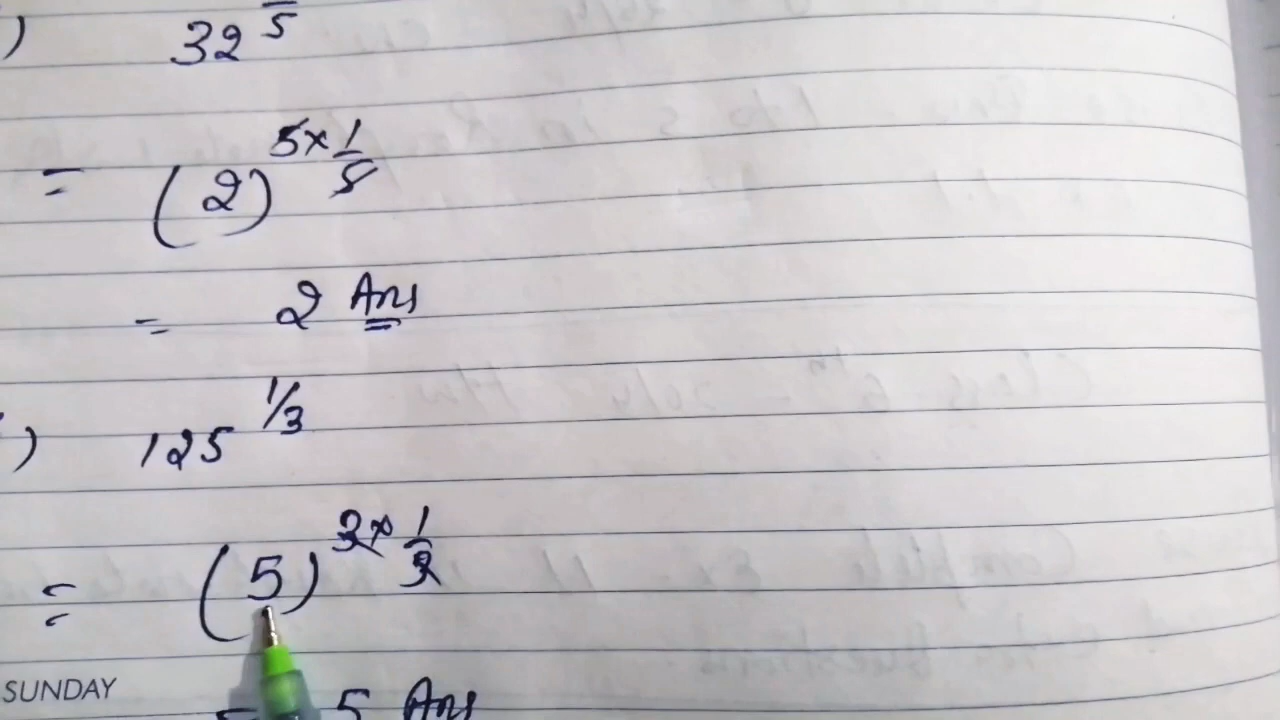 ) 32^{1/5}
= (2)^{5×1/5}
= 2 Ans
) 125^{1/3}
= (5)^{3×1/3}
SUNDAY
= 5 Ans